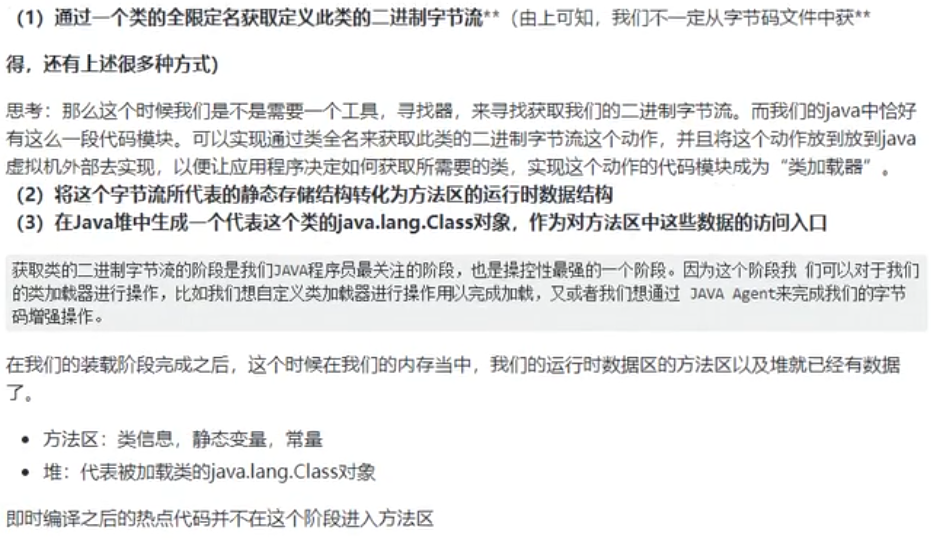 （1）通过一个类的全限定名获取定义此类的二进制字节流**（由上可知，我们不一定从字节码文件中获**
得，还有上述很多种方式）
思考：那么这个时候我们是不是需要一个工具，寻找器，来寻找获取我们的二进制字节流。而我们的java中恰好
有这么一段代码模块。可以实现通过类全名来获取此类的二进制字节流这个动作，并且将这个动作放到放到java
虚拟机外部去实现，以便让应用程序决定如何获取所需要的类，实现这个动作的代码模块成为“类加载器”。
（2）将这个字节流所代表的静态存储结构转化为方法区的运行时数据结构
（3）在Java堆中生成一个代表这个类的java.lang.Class对象，作为对方法区中这些数据的访问入口
获取类的二进制字节流的阶段是我们JAVA程序员最关注的阶段，也是操控性最强的一个阶段。因为这个阶段我 们可以对于我们
的类加载器进行操作，比如我们想自定义类加载器进行操作用以完成加载，又或者我们想通过 JAVA Agent来完成我们的字节
码增强操作。
在我们的装载阶段完成之后，这个时候在我们的内存当中，我们的运行时数据区的方法区以及堆就已经有数据
了。
• 方法区：类信息，静态变量，常量
• 堆：代表被加载类的java.lang.Class对象
即时编译之后的热点代码并不在这个阶段进入方法区